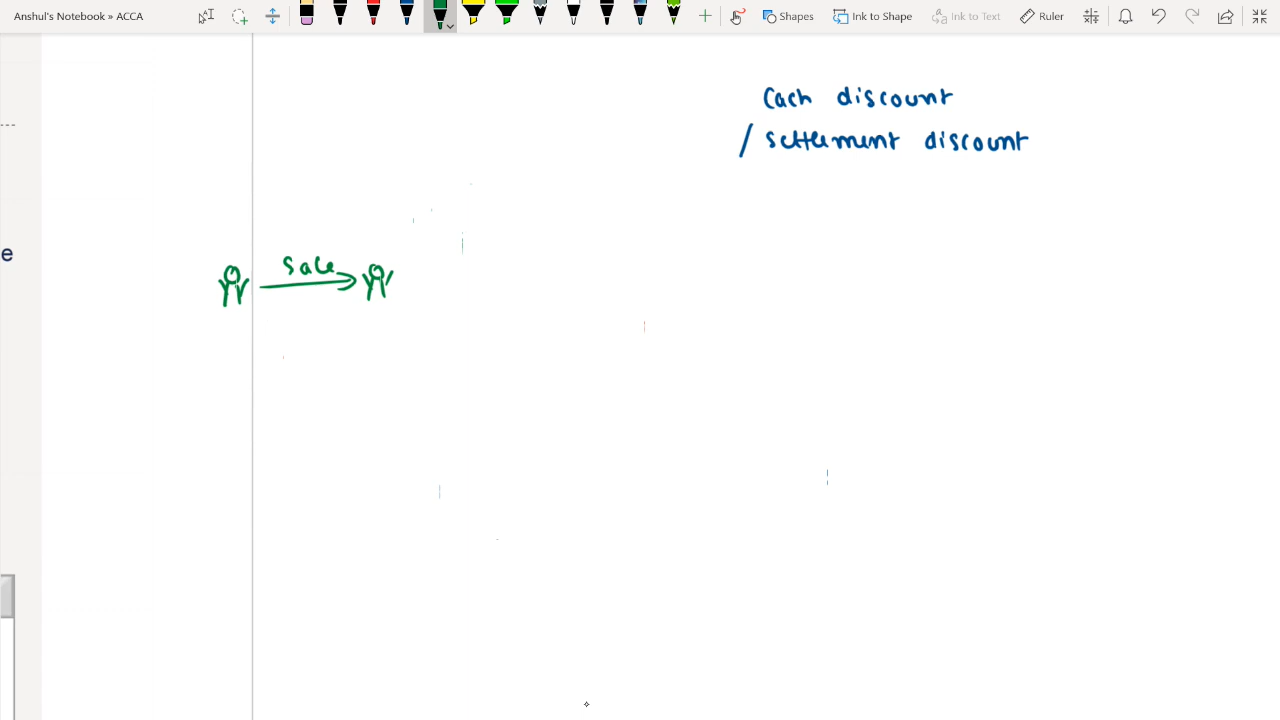 Anshul's Notebook » ACCA
Shapes
Ink to Shape
Ink to Text
Ruler
Cach discount
/ Settlement discount
e
Sale